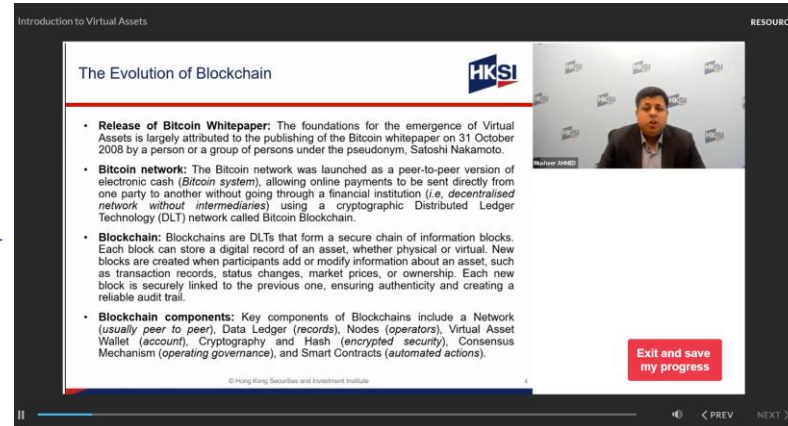 Introduction to Virtual Assets
RESOURC
The Evolution of Blockchain
HKSI
• Release of Bitcoin Whitepaper: The foundations for the emergence of Virtual
Assets is largely attributed to the publishing of the Bitcoin whitepaper on 31 October
2008 by a person or a group of persons under the pseudonym, Satoshi Nakamoto.
• Bitcoin network: The Bitcoin network was launched as a peer-to-peer version of
electronic cash (Bitcoin system), allowing online payments to be sent directly from
one party to another without going through a financial institution (i.e, decentralised
network without intermediaries) using a cryptographic Distributed Ledger
Technology (DLT) network called Bitcoin Blockchain.
• Blockchain: Blockchains are DLTs that form a secure chain of information blocks.
Each block can store a digital record of an asset, whether physical or virtual. New
blocks are created when participants add or modify information about an asset, such
as transaction records, status changes, market prices, or ownership. Each new
block is securely linked to the previous one, ensuring authenticity and creating a
reliable audit trail.
• Blockchain components: Key components of Blockchains include a Network
(usually peer to peer), Data Ledger (records), Nodes (operators), Virtual Asset
Wallet (account), Cryptography and Hash (encrypted security), Consensus
Mechanism (operating governance), and Smart Contracts (automated actions).
© Hong Kong Securities and Investment Institute
4
HKSI
HKSI
HKSI
HKSI
HKSI
HKSI
Musheer AHMED
Exit and save
my progress
< PREV
NEXT >